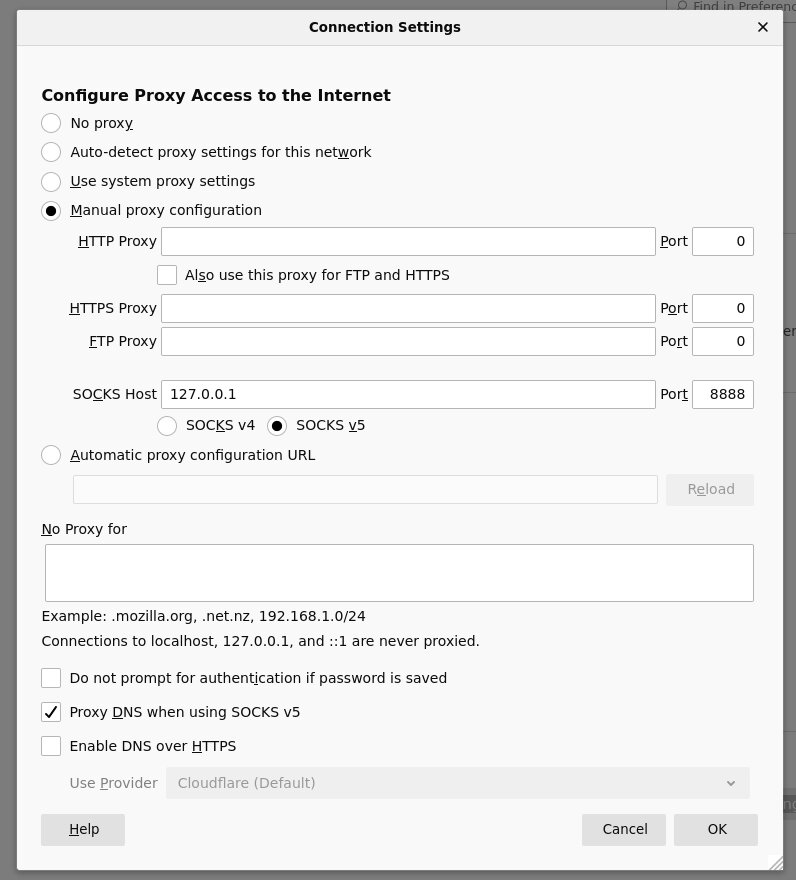 Find in Preferenc
Connection Settings
Configure Proxy Access to the Internet
No proxy
Auto-detect proxy settings for this network
Use system proxy settings
Manual proxy configuration
HTTP Proxy Port 0
Also use this proxy for FTP and HTTPS
HTTPS Proxy Port 0
FTP Proxy Port 0
SOCKS Host 127.0.0.1 Port 8888
SOCKS v4 SOCKS v5
Automatic proxy configuration URL
Reload
No Proxy for
Example: .mozilla.org, .net.nz, 192.168.1.0/24
Connections to localhost, 127.0.0.1, and ::1 are never proxied.
Do not prompt for authentication if password is saved
Proxy DNS when using SOCKS v5
Enable DNS over HTTPS
Use Provider Cloudflare (Default)
Help Cancel OK